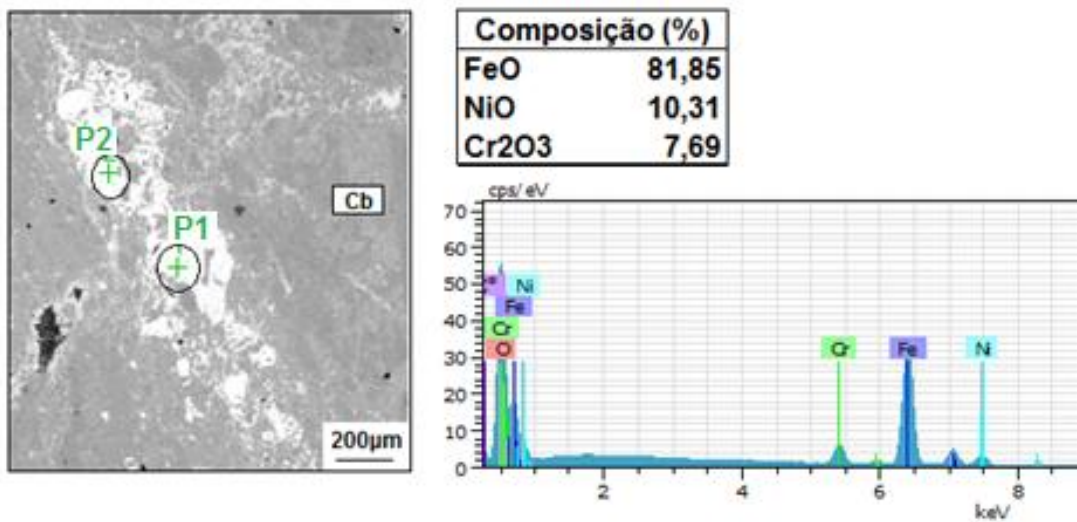 P2
P1
Cb
200µm
Composição (%)
FeO 81,85
NiO 10,31
Cr2O3 7,69
cps/eV
70
60
50
40
30
20
10
0
Ni
Fe
Cr
O
Cr
Fe
Ni
2
4
6
8
keV